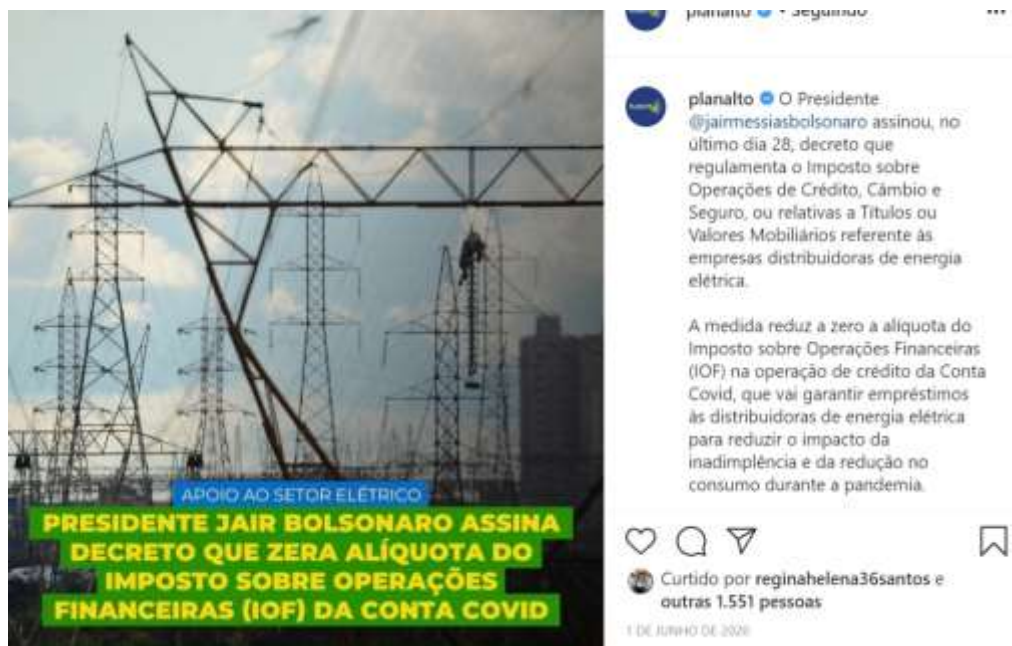 APOIO AO SETOR ELÉTRICO
PRESIDENTE JAIR BOLSONARO ASSINA
DECRETO QUE ZERA ALÍQUOTA DO
IMPOSTO SOBRE OPERAÇÕES
FINANCEIRAS (IOF) DA CONTA COVID
planalto • Seguindo
planalto O Presidente
@jairmessiasbolsonaro assinou, no
último dia 28, decreto que
regulamenta o Imposto sobre
Operações de Crédito, Câmbio e
Seguro, ou relativas a Títulos ou
Valores Mobiliários referente às
empresas distribuidoras de energia
elétrica.
A medida reduz a zero a alíquota do
Imposto sobre Operações Financeiras
(IOF) na operação de crédito da Conta
Covid, que vai garantir empréstimos
às distribuidoras de energia elétrica
para reduzir o impacto da
inadimplência e da redução no
consumo durante a pandemia.
Curtido por reginahelena36santos e
outras 1.551 pessoas
1 DE JUNHO DE 2020